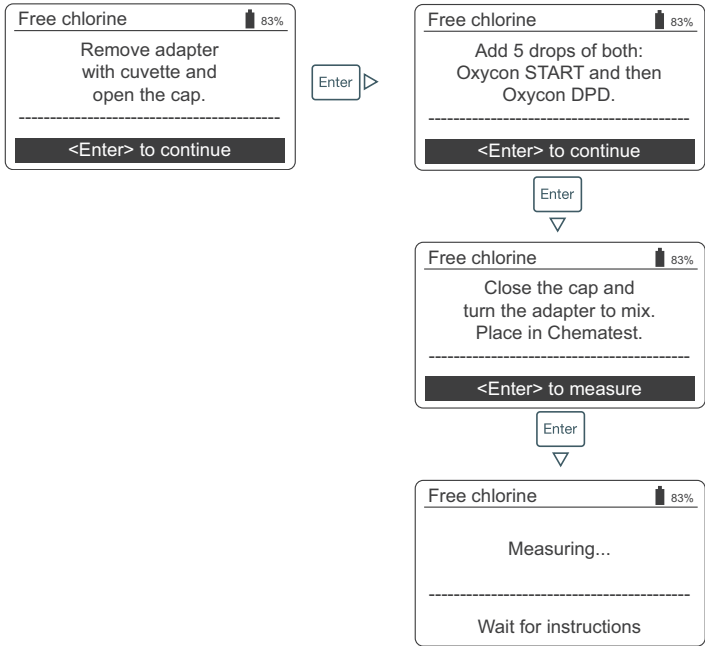 Free chlorine 83%
Remove adapter
with cuvette and
open the cap.
<Enter> to continue
Enter
Free chlorine 83%
Add 5 drops of both:
Oxycon START and then
Oxycon DPD.
<Enter> to continue
Enter
Free chlorine 83%
Close the cap and
turn the adapter to mix.
Place in Chematest.
<Enter> to measure
Enter
Free chlorine 83%
Measuring...
Wait for instructions